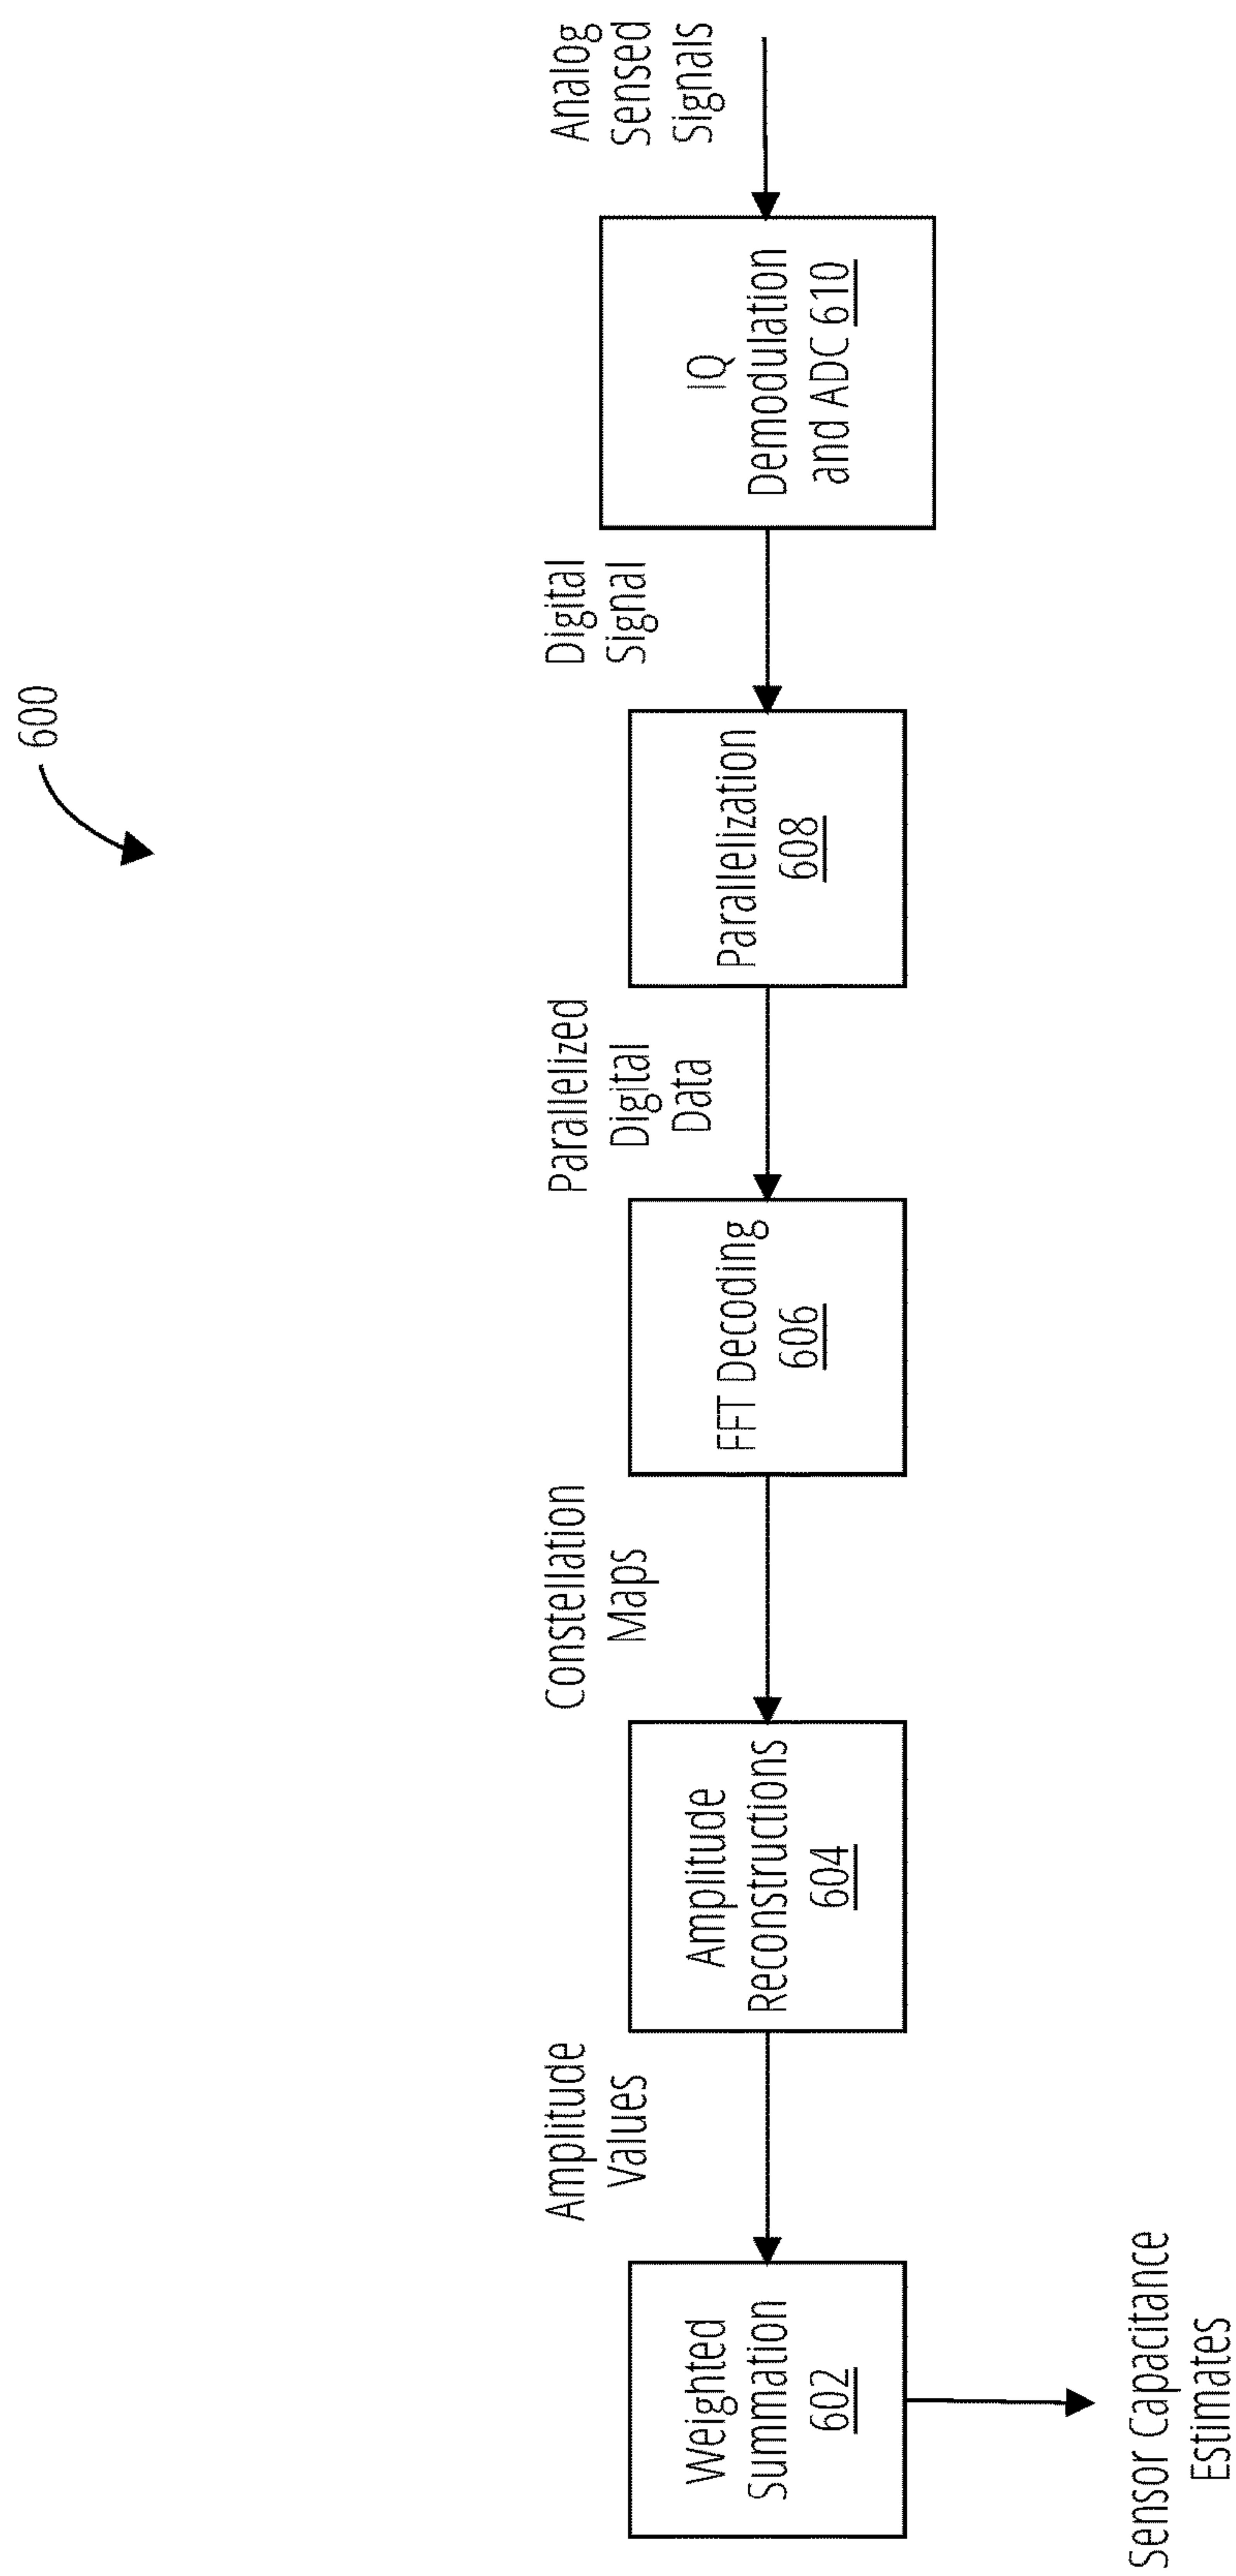 600
Analog
Sensed
Signals
IQ
Demodulation
and ADC 610
Digital
Signal
Parallelization
608
Parallelized
Digital
Data
FFT Decoding
606
Constellation
Maps
Amplitude
Reconstructions
604
Amplitude
Values
Weighted
Summation
602
Sensor Capacitance
Estimates